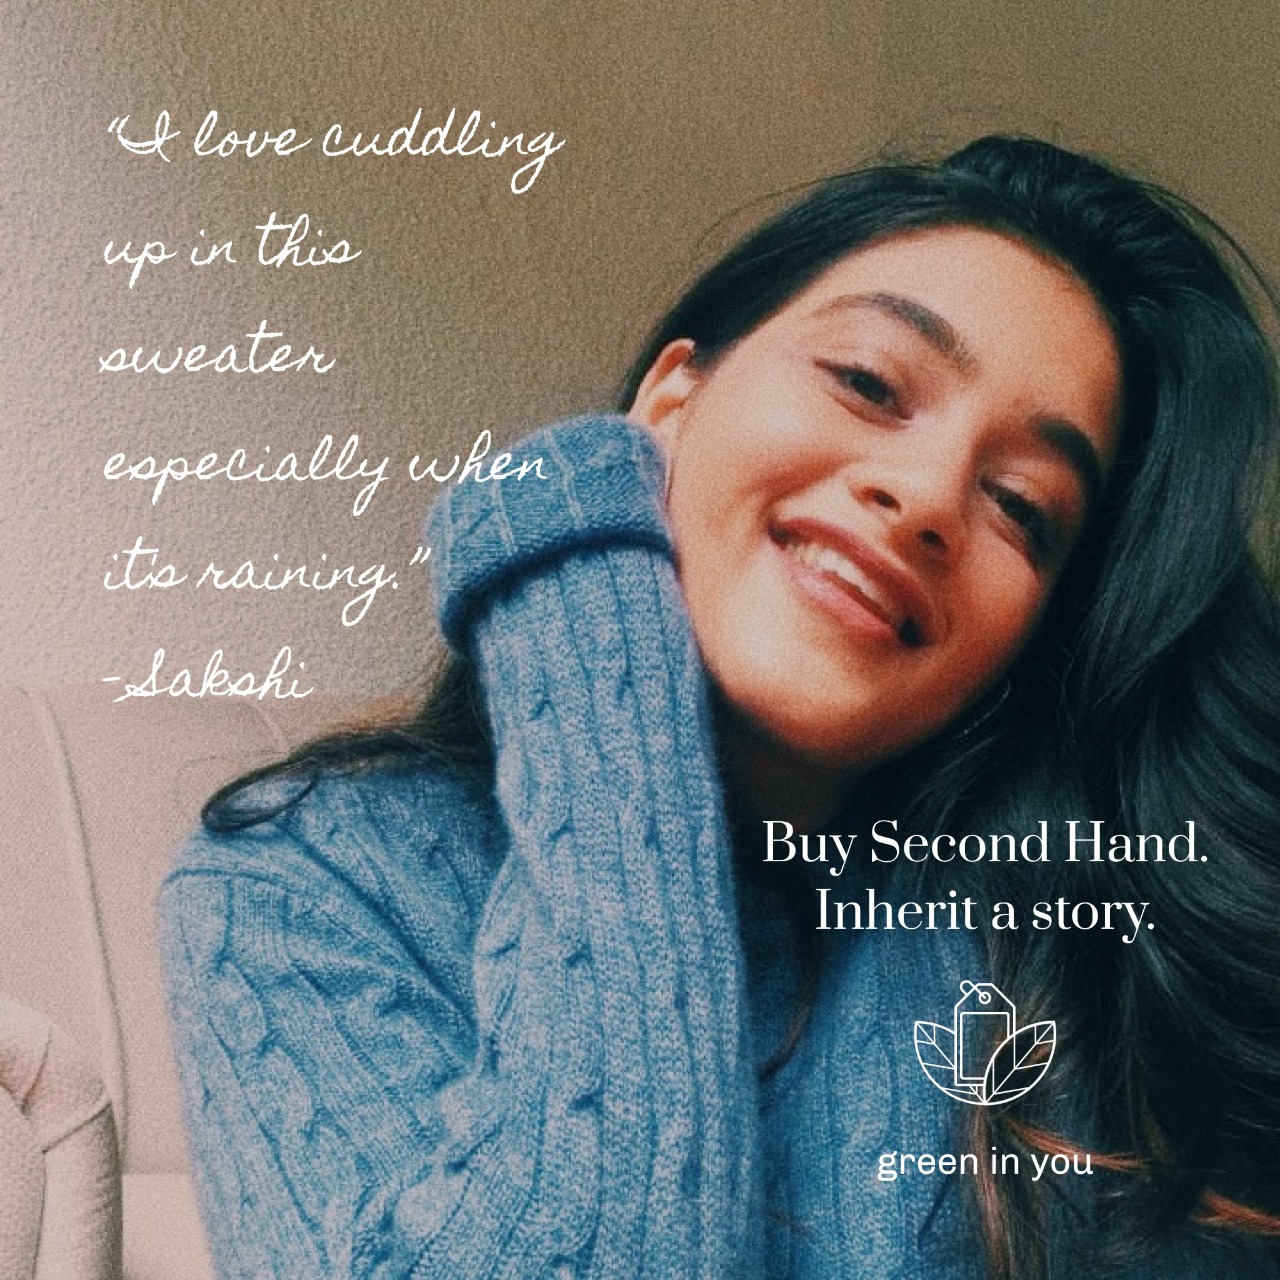 “I love cuddling
up in this
sweater
especially when
it's raining.”
-Sakshi
Buy Second Hand.
Inherit a story.
green in you